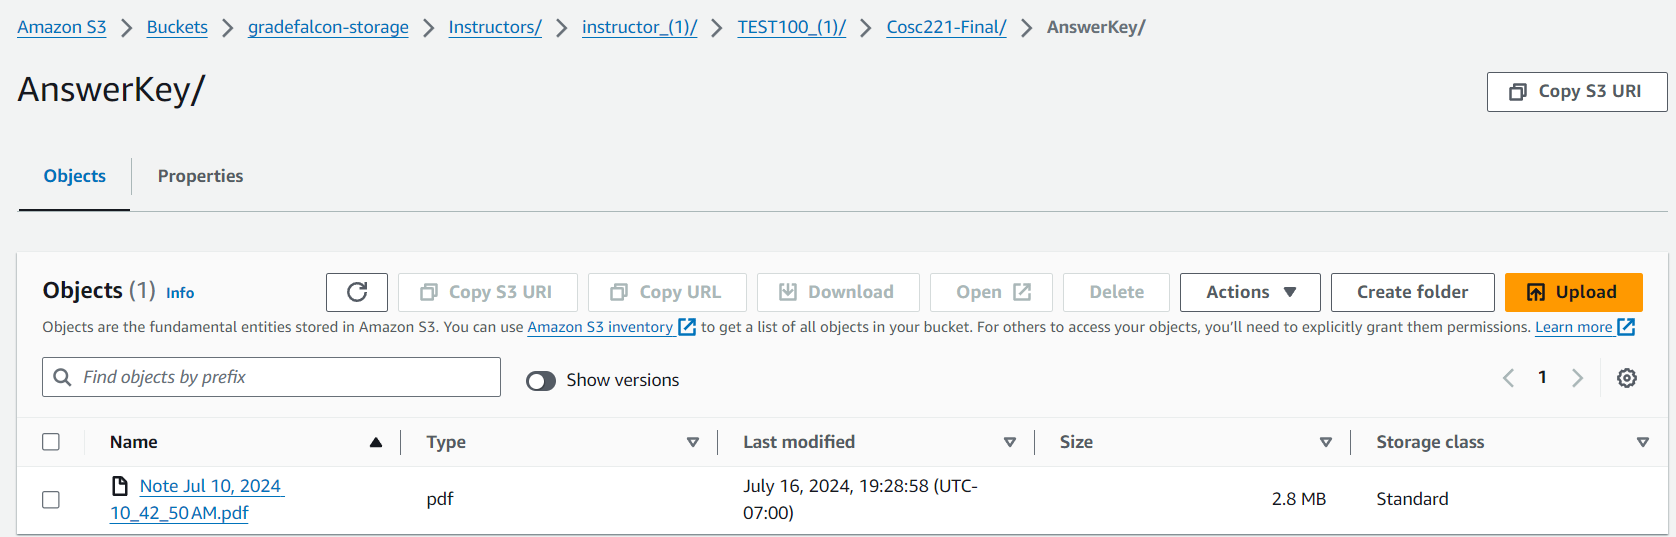 Amazon S3 > Buckets > gradefalcon-storage > Instructors/ > instructor_(1)/ > TEST100_(1)/ > Cosc221-Final/ > AnswerKey/
AnswerKey/
Copy S3 URI
Objects
Properties
Objects (1) Info
Copy S3 URI
Copy URL
Download
Open
Delete
Actions
Create folder
Upload
Objects are the fundamental entities stored in Amazon S3. You can use Amazon S3 inventory to get a list of all objects in your bucket. For others to access your objects, you'll need to explicitly grant them permissions. Learn more
Find objects by prefix
Show versions
1
Name
Type
Last modified
Size
Storage class
Note Jul 10, 2024
10_42_50 AM.pdf
pdf
July 16, 2024, 19:28:58 (UTC-
07:00)
2.8 MB
Standard